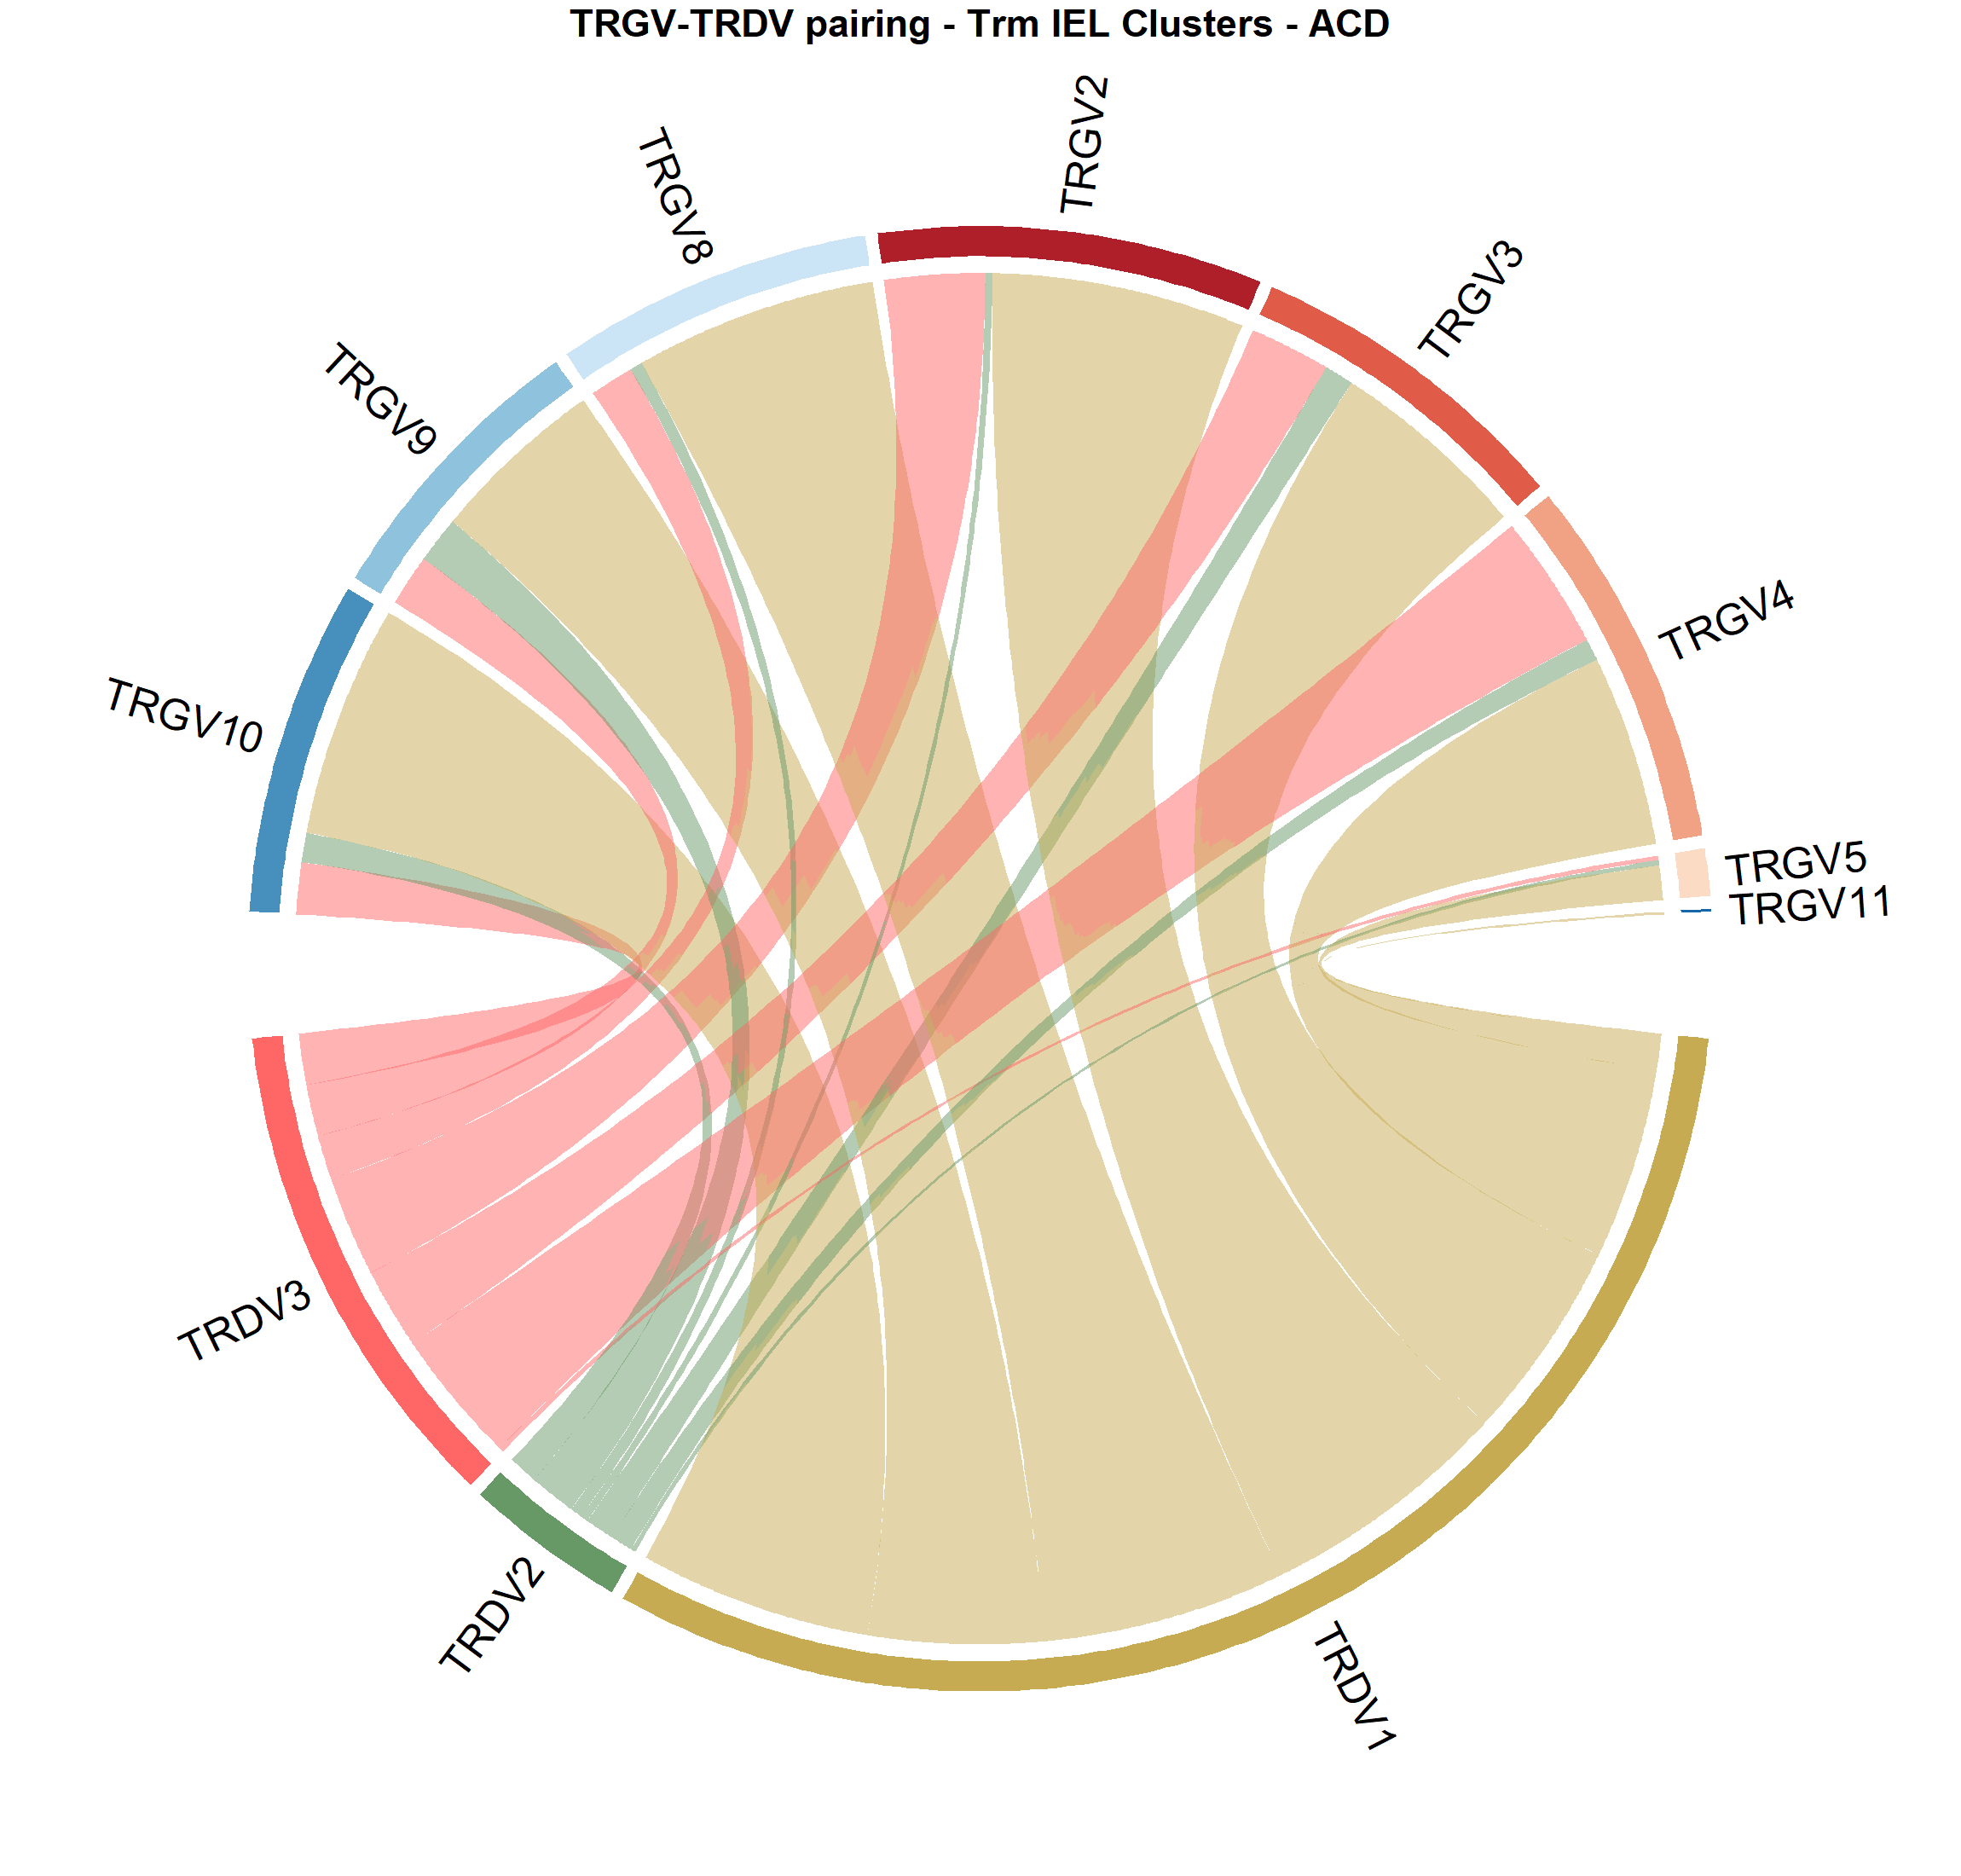 TRGV-TRDV pairing - Trm IEL Clusters - ACD
TRGV2
TRGV8
TRGV3
TRGV9
TRGV4
TRGV10
TRGV5
TRGV11
TRDV3
TRDV2
TRDV1